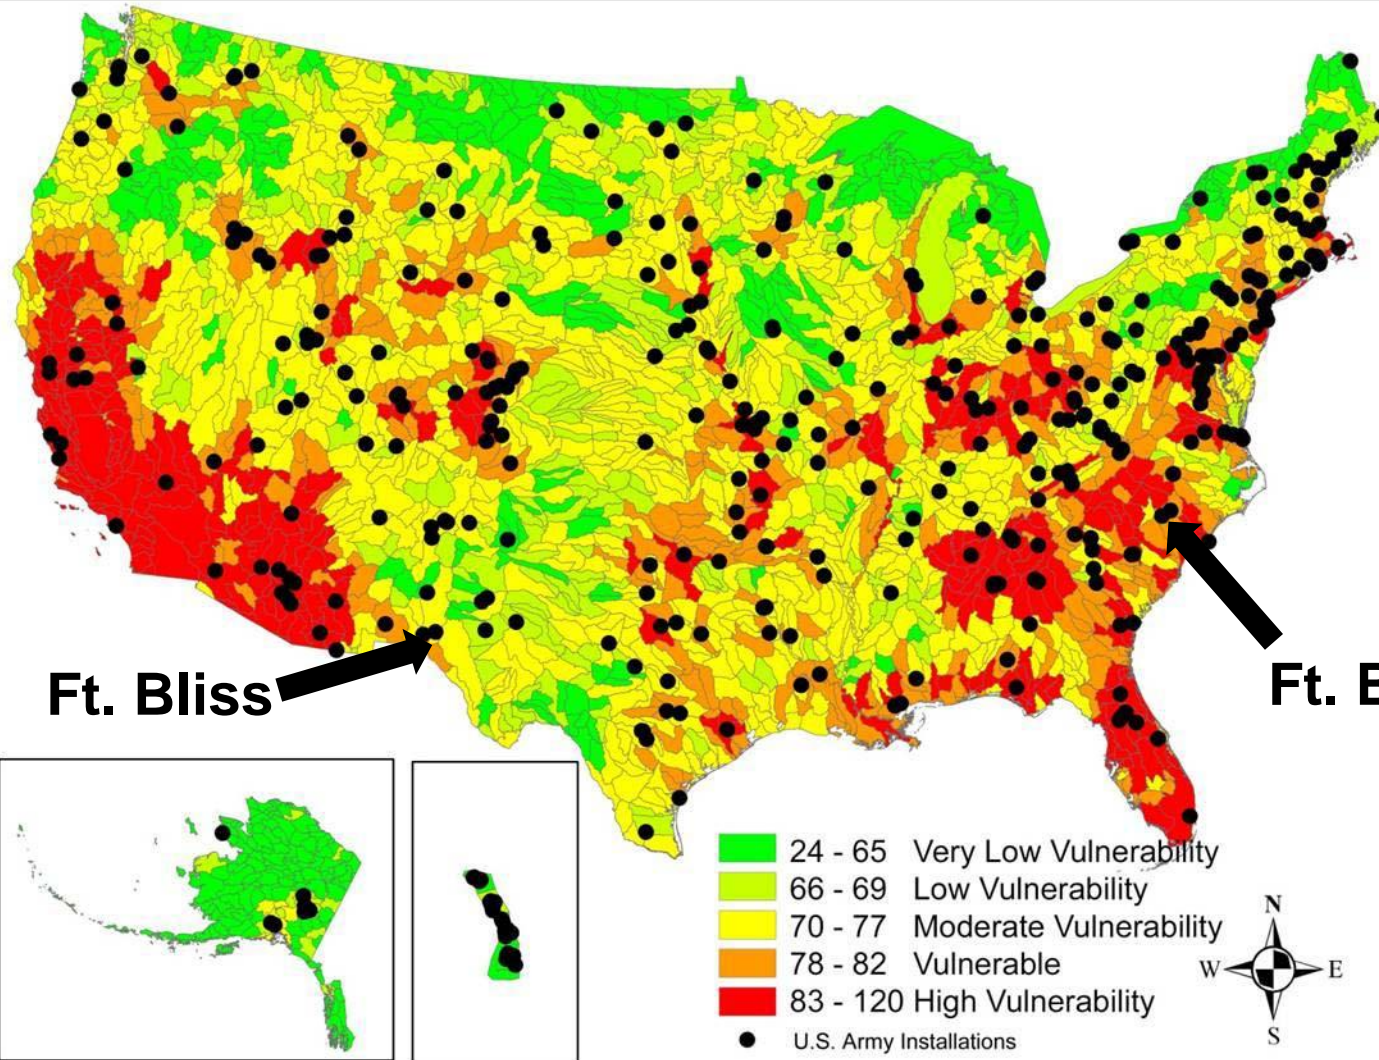 Ft. Bliss
Ft. B
24 - 65 Very Low Vulnerability
66 - 69 Low Vulnerability
70 - 77 Moderate Vulnerability
78 - 82 Vulnerable
83 - 120 High Vulnerability
U.S. Army Installations
N
W E
S